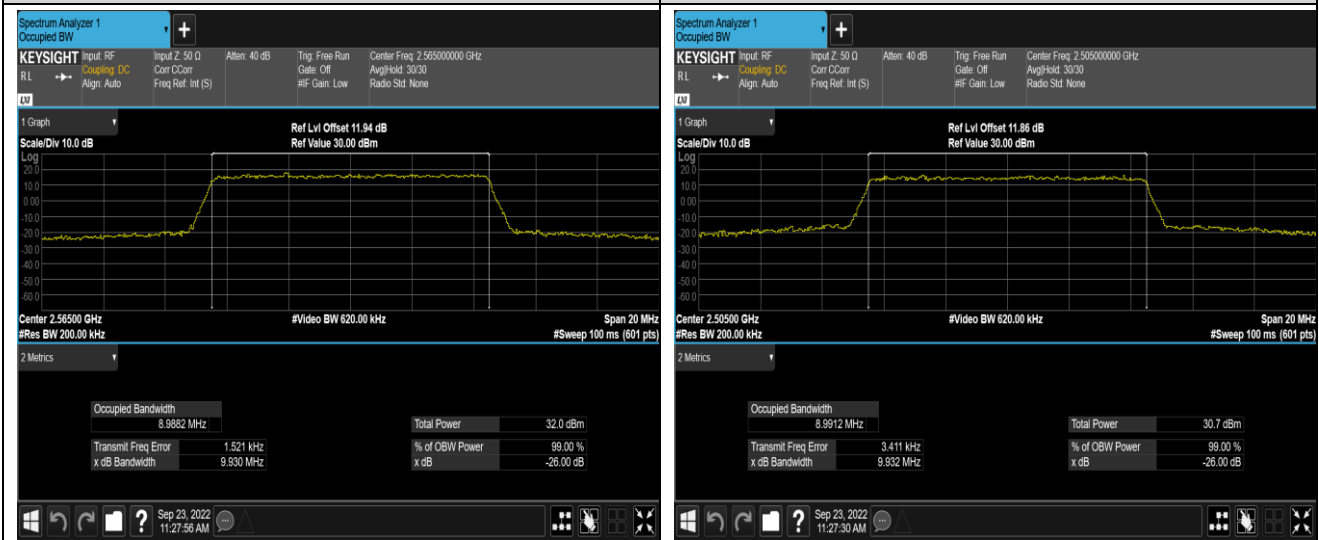 Spectrum Analyzer 1
Occupied BW
+
KEYSIGHT Input: RF Input Z: 50 Ω Atten: 40 dB Trig: Free Run Center Freq: 2.565000000 GHz
Coupling: DC Corr CCorr Gate: Off Avg|Hold: 30/30
R L Align: Auto Freq Ref: Int (S) #IF Gain: Low Radio Std: None
LXI
1 Graph
Ref Lvl Offset 11.94 dB
Scale/Div 10.0 dB Ref Value 30.00 dBm
Log
20.0
10.0
0.00
-10.0
-20.0
-30.0
-40.0
-50.0
-60.0
Center 2.56500 GHz #Video BW 620.00 kHz Span 20 MHz
#Res BW 200.00 kHz #Sweep 100 ms (601 pts)
2 Metrics
Occupied Bandwidth
8.9882 MHz Total Power 32.0 dBm
Transmit Freq Error 1.521 kHz % of OBW Power 99.00 %
x dB Bandwidth 9.930 MHz x dB -26.00 dB
? Sep 23, 2022
11:27:56 AM
Spectrum Analyzer 1
Occupied BW
+
KEYSIGHT Input: RF Input Z: 50 Ω Atten: 40 dB Trig: Free Run Center Freq: 2.505000000 GHz
Coupling: DC Corr CCorr Gate: Off Avg|Hold: 30/30
R L Align: Auto Freq Ref: Int (S) #IF Gain: Low Radio Std: None
LXI
1 Graph
Ref Lvl Offset 11.86 dB
Scale/Div 10.0 dB Ref Value 30.00 dBm
Log
20.0
10.0
0.00
-10.0
-20.0
-30.0
-40.0
-50.0
-60.0
Center 2.50500 GHz #Video BW 620.00 kHz Span 20 MHz
#Res BW 200.00 kHz #Sweep 100 ms (601 pts)
2 Metrics
Occupied Bandwidth
8.9912 MHz Total Power 30.7 dBm
Transmit Freq Error 3.411 kHz % of OBW Power 99.00 %
x dB Bandwidth 9.932 MHz x dB -26.00 dB
? Sep 23, 2022
11:27:30 AM